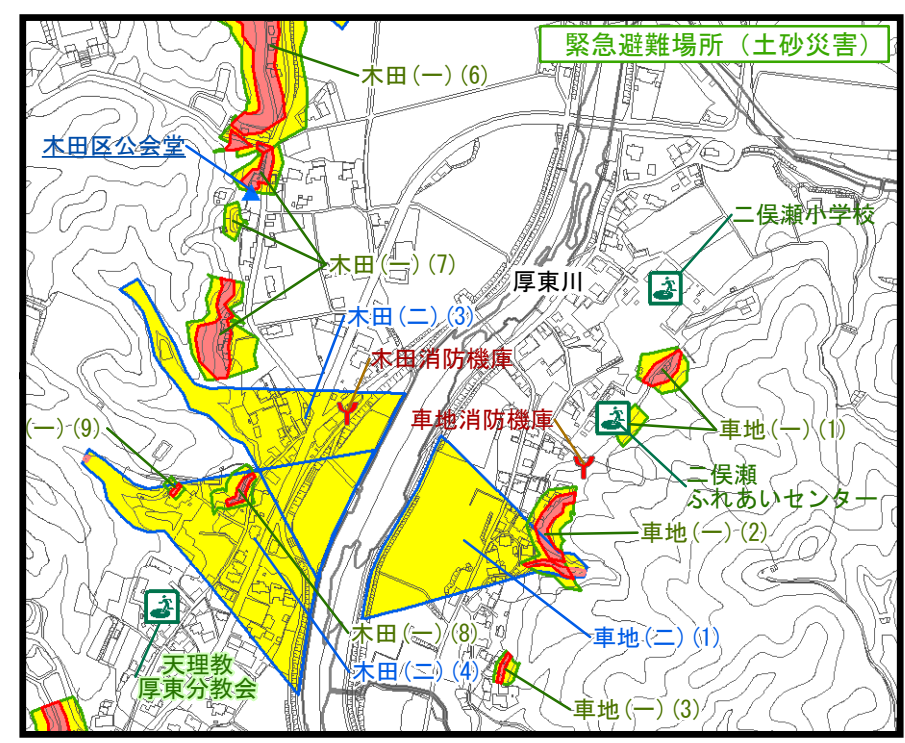 緊急避難場所（土砂災害）
木田(一)(6)
木田区公会堂
二俣瀬小学校
木田(一)(7)
厚東川
木田(二)(3)
木田消防機庫
車地消防機庫
(一)(9)
車地(一)(1)
二俣瀬
ふれあいセンター
車地(一)(2)
木田(一)(8)
車地(二)(1)
天理教
厚東分教会
木田(二)(4)
車地(一)(3)